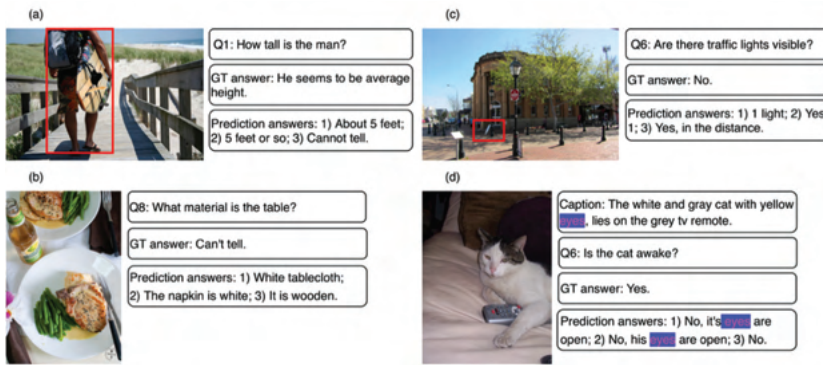 (a)
Q1: How tall is the man?
GT answer: He seems to be average
height.
Prediction answers: 1) About 5 feet;
2) 5 feet or so; 3) Cannot tell.
(b)
Q8: What material is the table?
GT answer: Can't tell.
Prediction answers: 1) White tablecloth;
2) The napkin is white; 3) It is wooden.
(c)
Q6: Are there traffic lights visible?
GT answer: No.
Prediction answers: 1) 1 light; 2) Yes
1; 3) Yes, in the distance.
(d)
Caption: The white and gray cat with yellow
eyes, lies on the grey tv remote.
Q6: Is the cat awake?
GT answer: Yes.
Prediction answers: 1) No, it's eyes are
open; 2) No, his eyes are open; 3) No.